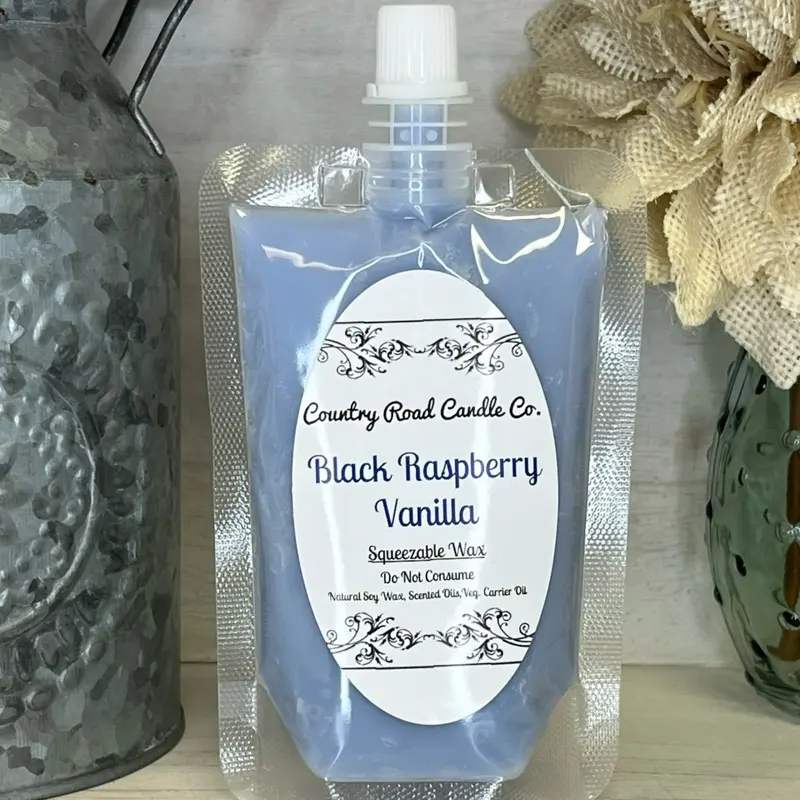 Country Road Candle Co.
Black Raspberry
Vanilla
Squeezable Wax
Do Not Consume
Natural Soy Wax, Scented Oils, Veg. Carrier Oil